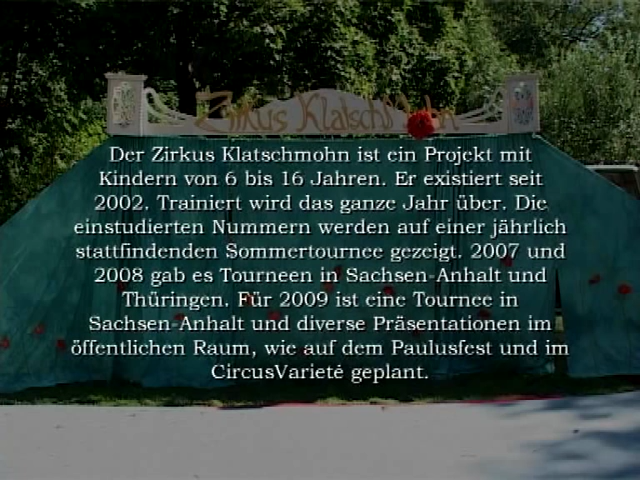 Zirkus Klatschmohn
Der Zirkus Klatschmohn ist ein Projekt mit
Kindern von 6 bis 16 Jahren. Er existiert seit
2002. Trainiert wird das ganze Jahr über. Die
einstudierten Nummern werden auf einer jährlich
stattfindenden Sommertournee gezeigt. 2007 und
2008 gab es Tourneen in Sachsen-Anhalt und
Thüringen. Für 2009 ist eine Tournee in
Sachsen-Anhalt und diverse Präsentationen im
öffentlichen Raum, wie auf dem Paulusfest und im
CircusVarieté geplant.